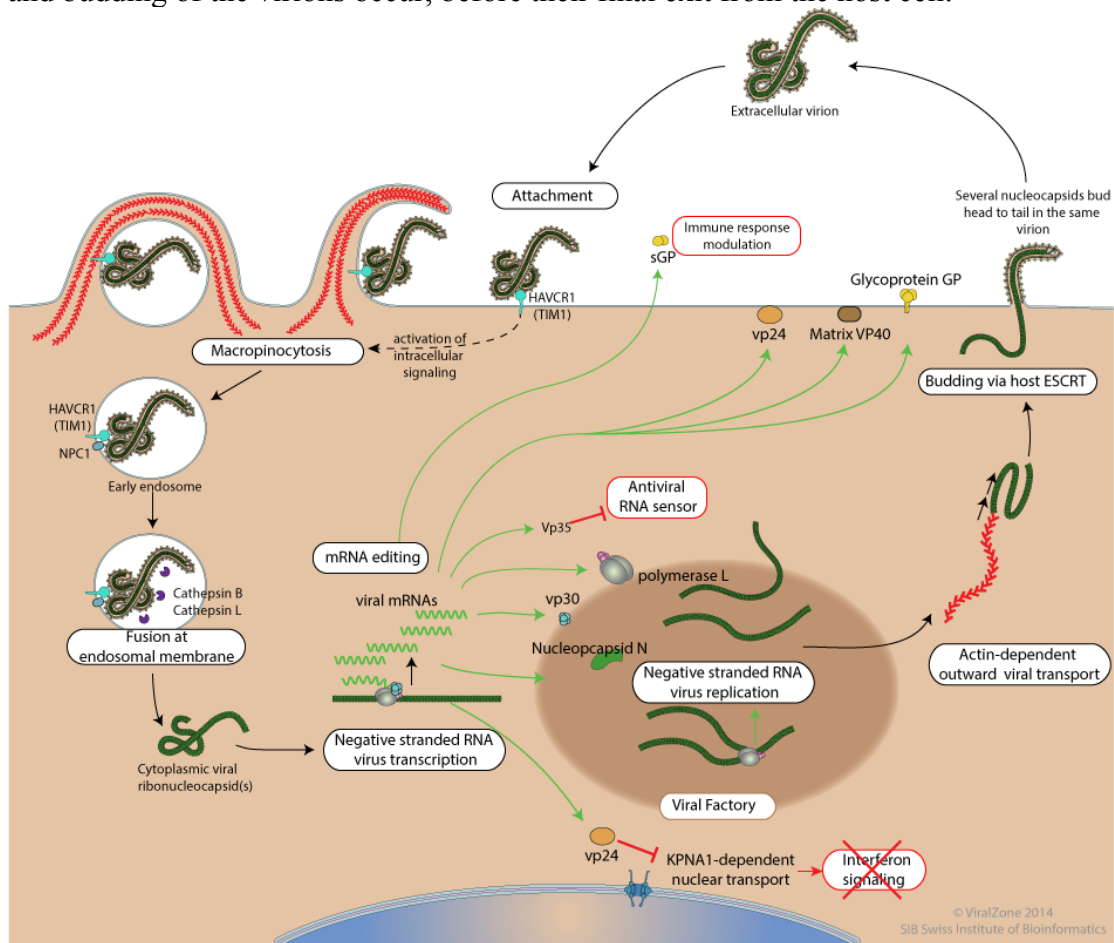 and budding of the virions occur, before their final exit from the host cell.
Extracellular virion
Attachment
Several nucleocapsids bud
head to tail in the same
virion
Immune response
modulation
sGP
Glycoprotein GP
HAVCR1
(TIM1)
vp24
Matrix VP40
activation of
intracellular
signaling
Macropinocytosis
Budding via host ESCRT
HAVCR1
(TIM1)
NPC1
Early endosome
Antiviral
RNA sensor
Vp35
mRNA editing
polymerase L
Cathepsin B
Cathepsin L
viral mRNAs
vp30
Fusion at
endosomal membrane
Nucleopcapsid N
Negative stranded RNA
virus replication
Actin-dependent
outward viral transport
Negative stranded RNA
virus transcription
Cytoplasmic viral
ribonucleocapsid(s)
Viral Factory
vp24
KPNA1-dependent
nuclear transport
Interferon
signaling
© ViralZone 2014
SIB Swiss Institute of Bioinformatics